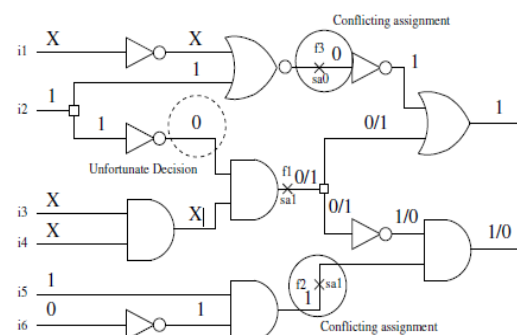 Conflicting assignment
i1 X X f3 0 1
1 sa0
i2 1 1
1 0 0/1
Unfortunate Decision f1 0/1
sa1
i3 X 0/1 1/0
i4 X X| 1/0
i5 1 f2 sa1
1
i6 0 1
Conflicting assignment